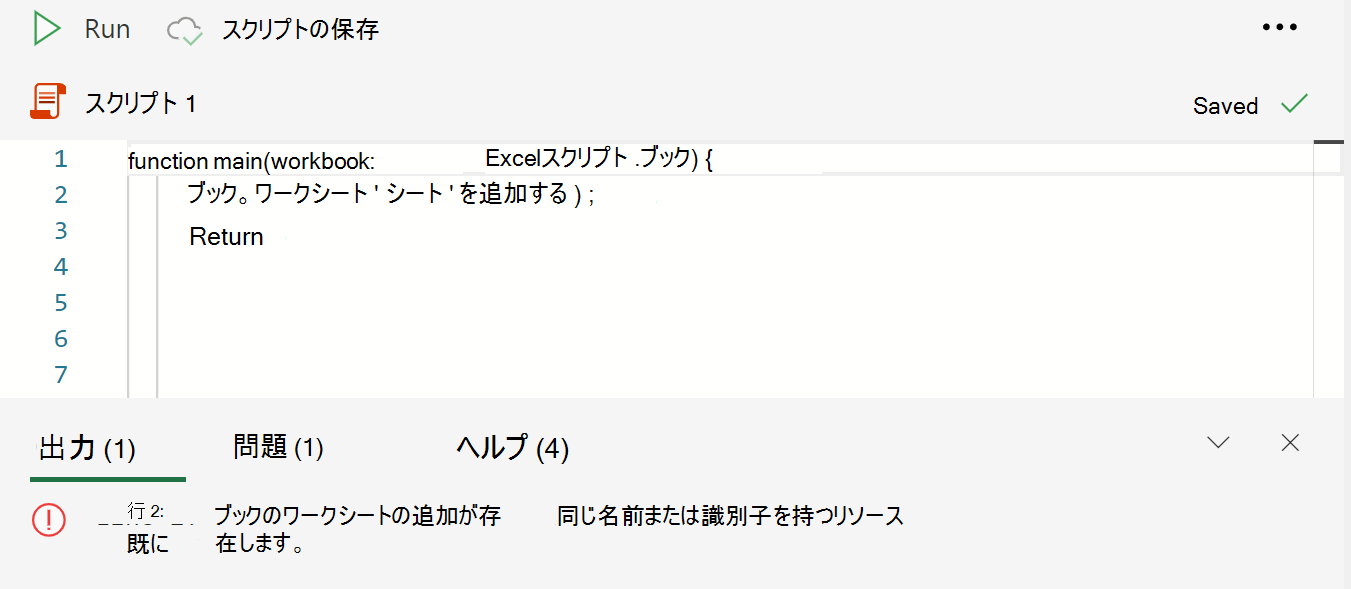 Run スクリプトの保存
スクリプト 1 Saved
1 function main(workbook: Excelスクリプト .ブック) {
2 ブック。ワークシート ' シート ' を追加する ) ;
3 Return
4
5
6
7
出力 (1) 問題 (1) ヘルプ (4)
行 2: ブックのワークシートの追加が存 同じ名前または識別子を持つリソース
既に 在します。